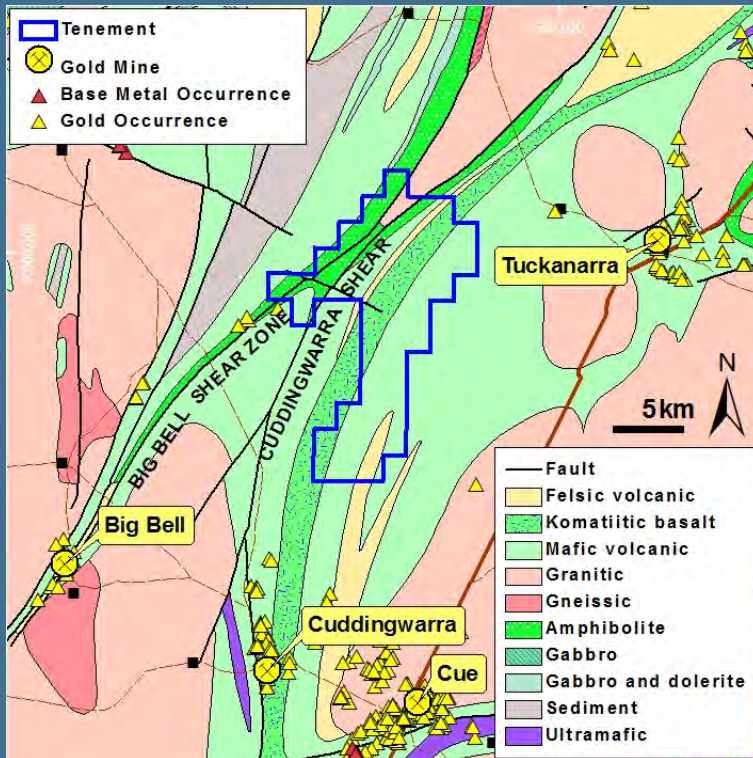 Tenement
Gold Mine
Base Metal Occurrence
Gold Occurrence
Tuckanarra
CUDDINGWARRA SHEAR
BIG BELL SHEAR ZONE
N
5km
Big Bell
Cuddingwarra
Cue
Fault
Felsic volcanic
Komatiitic basalt
Mafic volcanic
Granitic
Gneissic
Amphibolite
Gabbro
Gabbro and dolerite
Sediment
Ultramafic